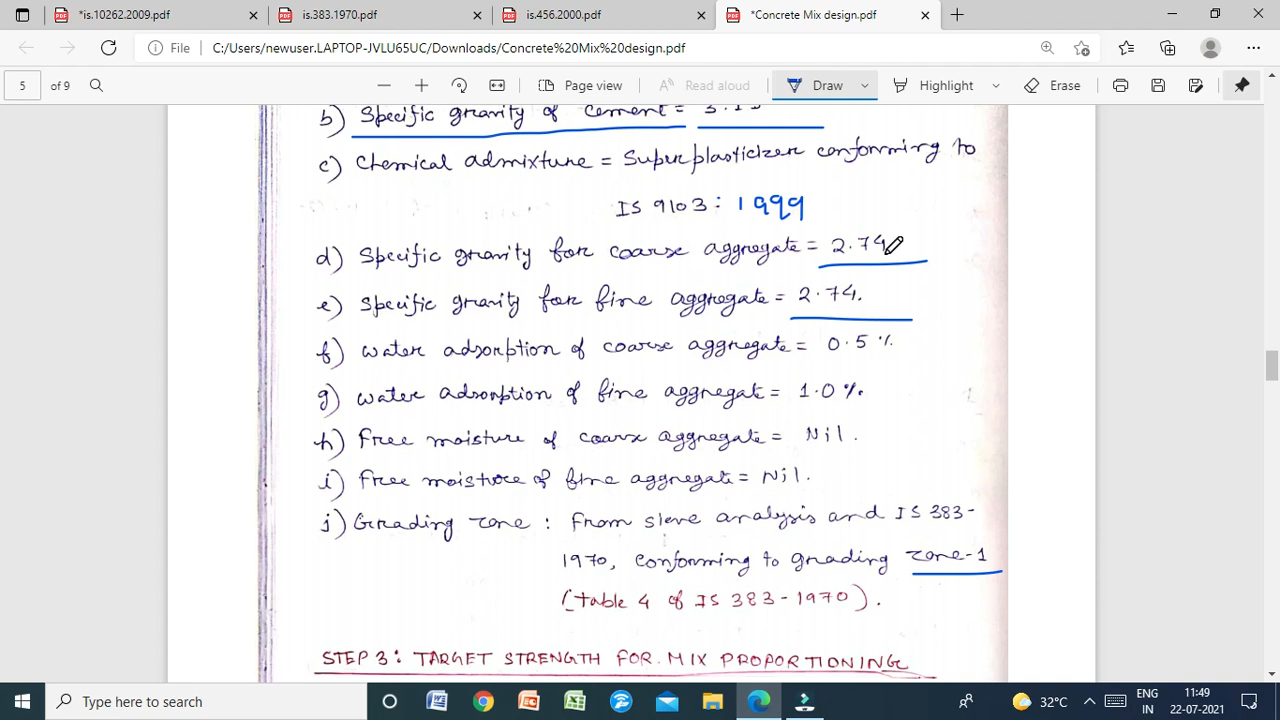 *is.10262.2009.pdf
is.383.1970.pdf
is.456.2000.pdf
*Concrete Mix design.pdf
File
C:/Users/newuser.LAPTOP-JVLU65UC/Downloads/Concrete%20Mix%20design.pdf
5 of 9
Page view
Read aloud
Draw
Highlight
Erase
b) Specific gravity of cement = 3.15
c) Chemical admixture = Superplasticizer conforming to
IS 9103: 1999
d) Specific gravity for coarse aggregate = 2.74
e) Specific gravity for fine aggregate = 2.74.
f) water adsorption of coarse aggregate = 0.5 %.
g) water adsorption of fine aggregate = 1.0 %.
h) free moisture of coarse aggregate = Nil.
i) free moisture of fine aggregate = Nil.
j) Grading zone : from sieve analysis and IS 383-
1970, conforming to grading zone-1
(table 4 of IS 383-1970).
STEP 3: TARGET STRENGTH FOR MIX PROPORTIONING
Type here to search
32°C
ENG
IN
11:49
22-07-2021